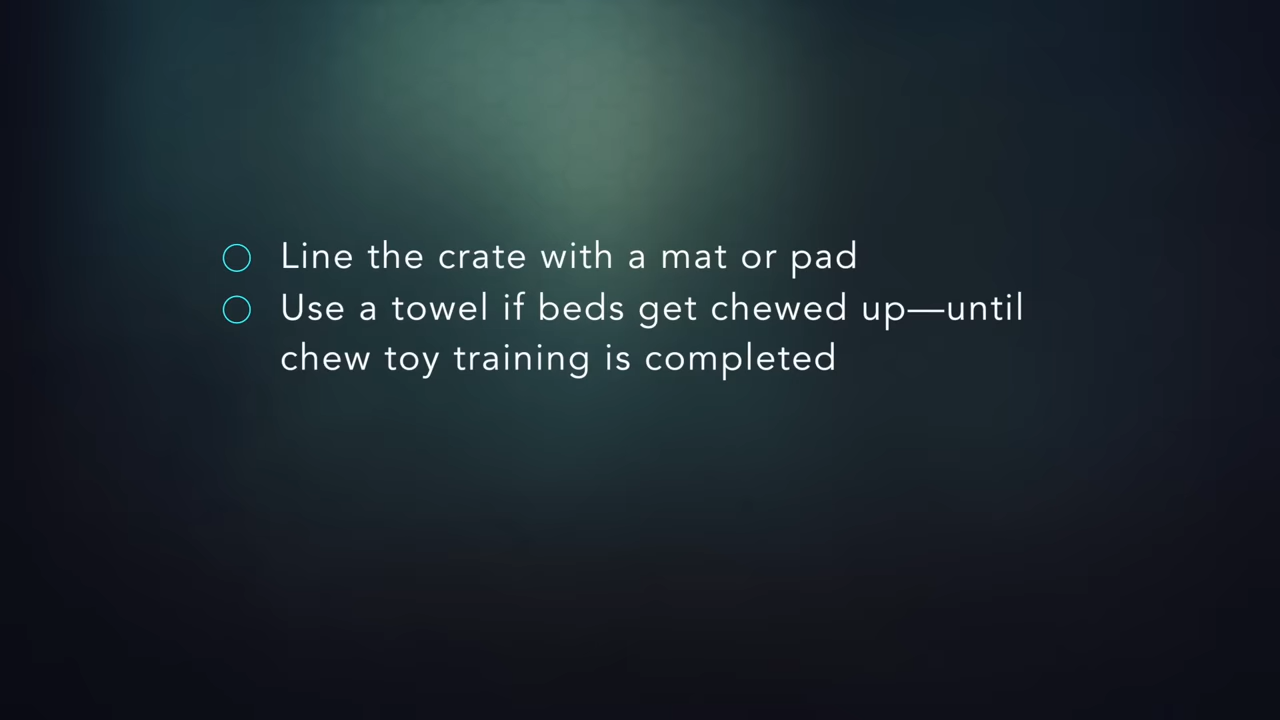 Line the crate with a mat or pad
Use a towel if beds get chewed up—until
chew toy training is completed